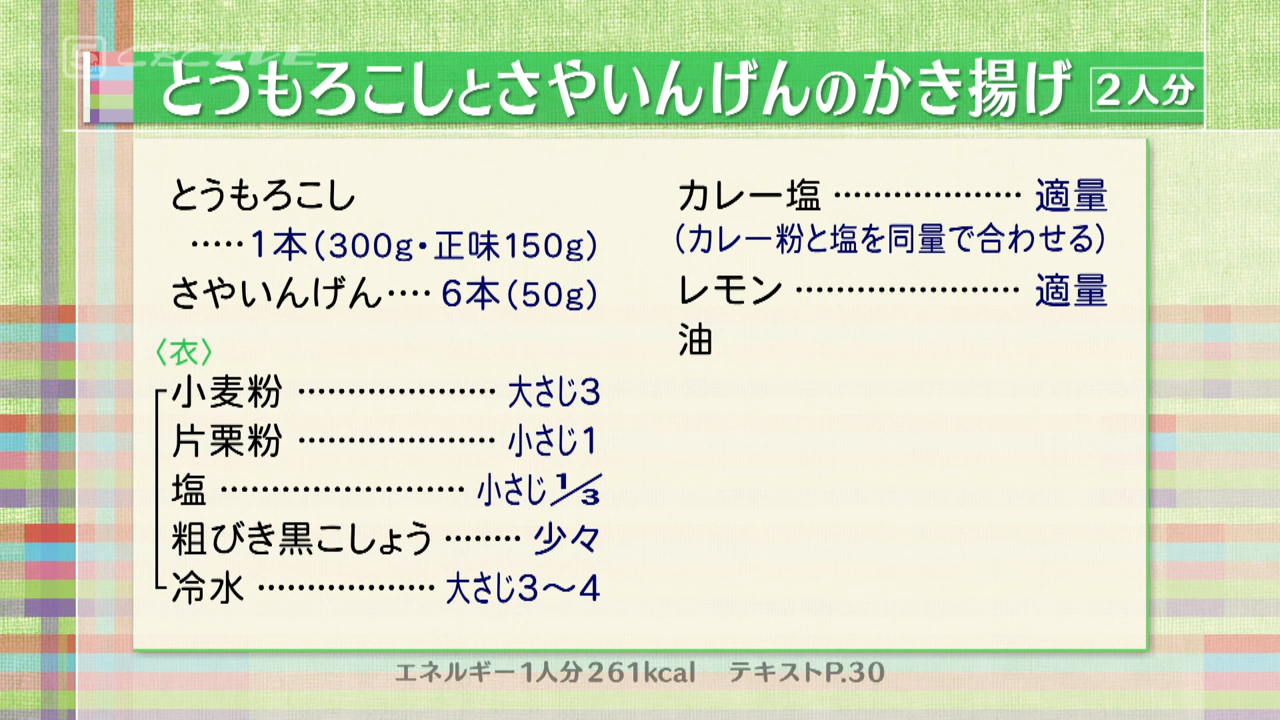 CBCテレビ
とうもろこしとさやいんげんのかき揚げ 2人分
とうもろこし
‥‥‥1本(300g・正味150g)
さやいんげん‥‥6本(50g)
〈衣〉
小麦粉 …………………… 大さじ3
片栗粉 …………………… 小さじ1
塩 ……………………… 小さじ1/3
粗びき黒こしょう ……… 少々
冷水 ………………… 大さじ3〜4
カレー塩 ………………… 適量
(カレー粉と塩を同量で合わせる)
レモン …………………… 適量
油
エネルギー1人分261kcal テキストP.30